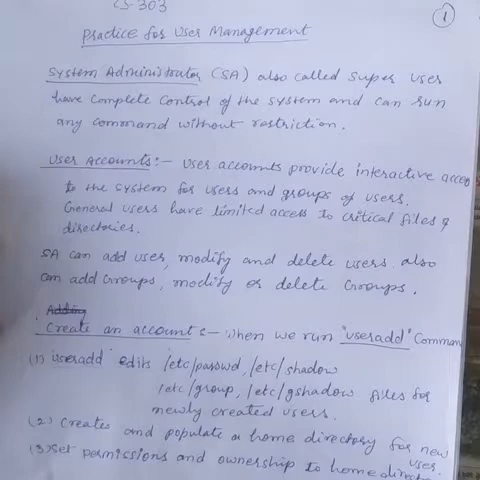 CS-303
1
Practice for User Management
System Administrator (SA) also called Super User
have complete control of the system and can run
any command without restriction.
User Accounts :- User accounts provide interactive access
to the system for users and groups of users.
General users have limited access to critical files &
directories.
SA can add user, modify and delete users also
can add Groups, modify or delete Groups.
Adding
Create an account :- When we run "useradd" Comman
(1) useradd edits /etc/passwd, /etc/shadow
/etc/group, /etc/gshadow files for
newly created users.
(2) Creates and populate a home directory for new
user.
(3) Set permissions and ownership to home